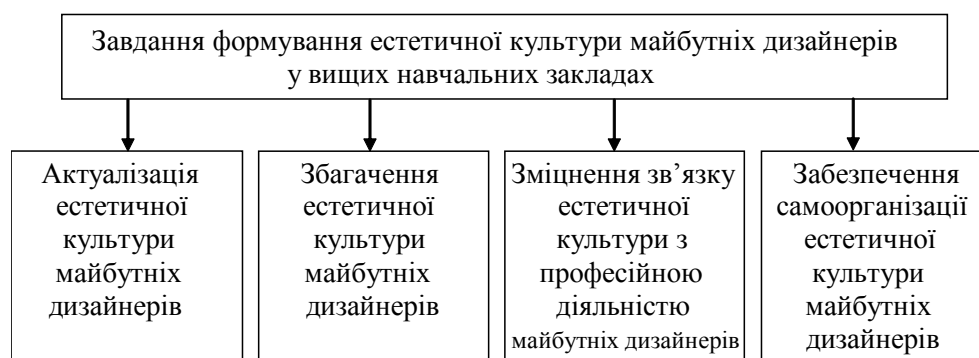 Завдання формування естетичної культури майбутніх дизайнерів
у вищих навчальних закладах
Актуалізація
естетичної
культури
майбутніх
дизайнерів
Збагачення
естетичної
культури
майбутніх
дизайнерів
Зміцнення зв’язку
естетичної
культури з
професійною
діяльністю
майбутніх дизайнерів
Забезпечення
самоорганізації
естетичної
культури
майбутніх
дизайнерів